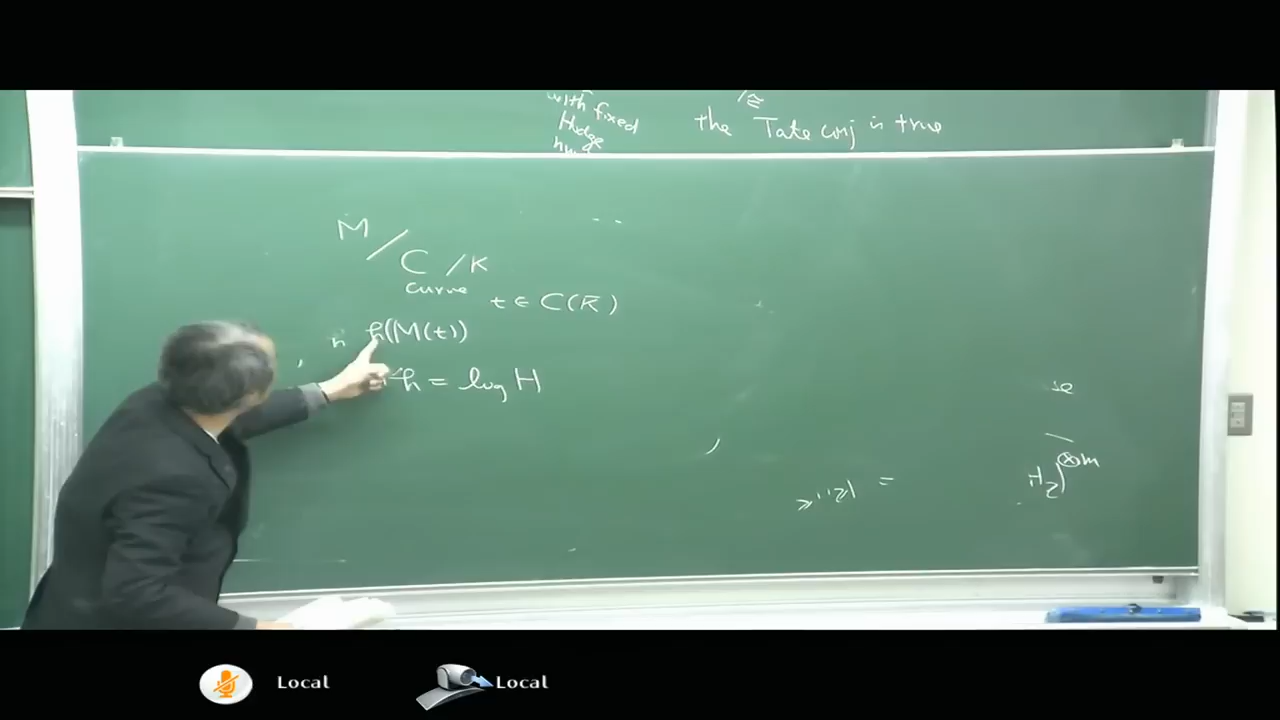 with fixed
Hodge
the Tate conj is true
M / C / K
curve
t ∈ C(K)
h(M(t))
h = log H
=
H_Z
⊗m
Local
Local